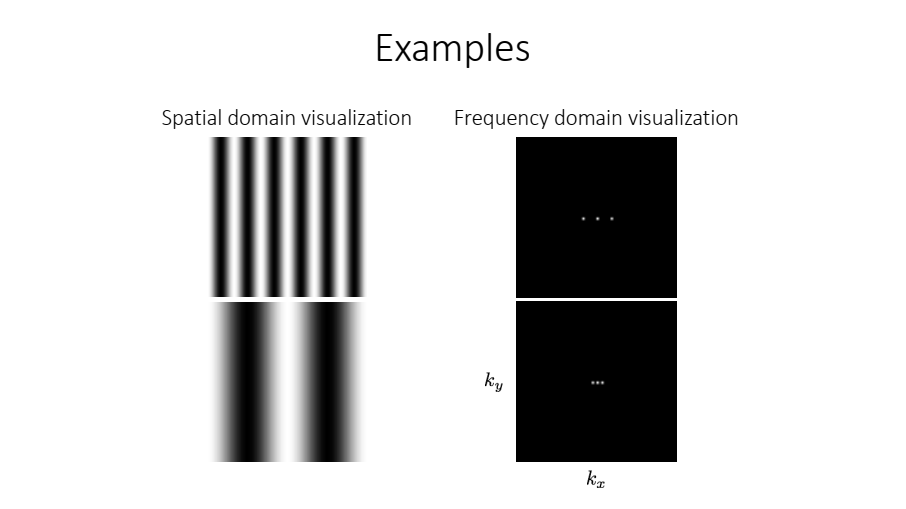 Examples
Spatial domain visualization
Frequency domain visualization
k_y
k_x